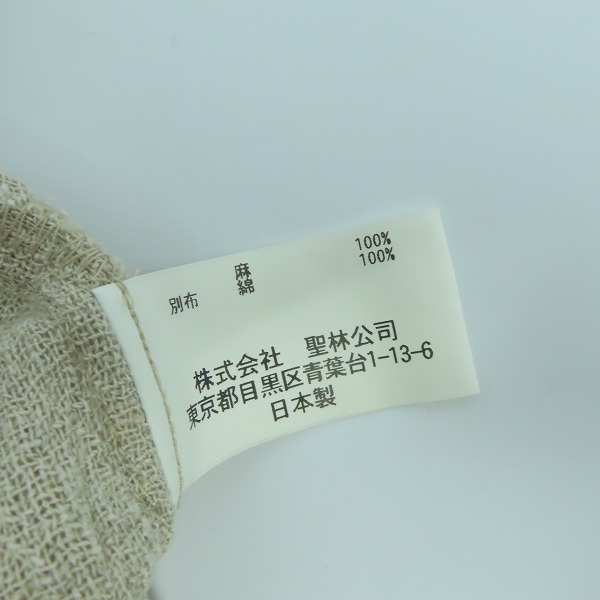 麻 100%
別布 綿 100%
株式会社 聖林公司
東京都目黒区青葉台1-13-6
日本製